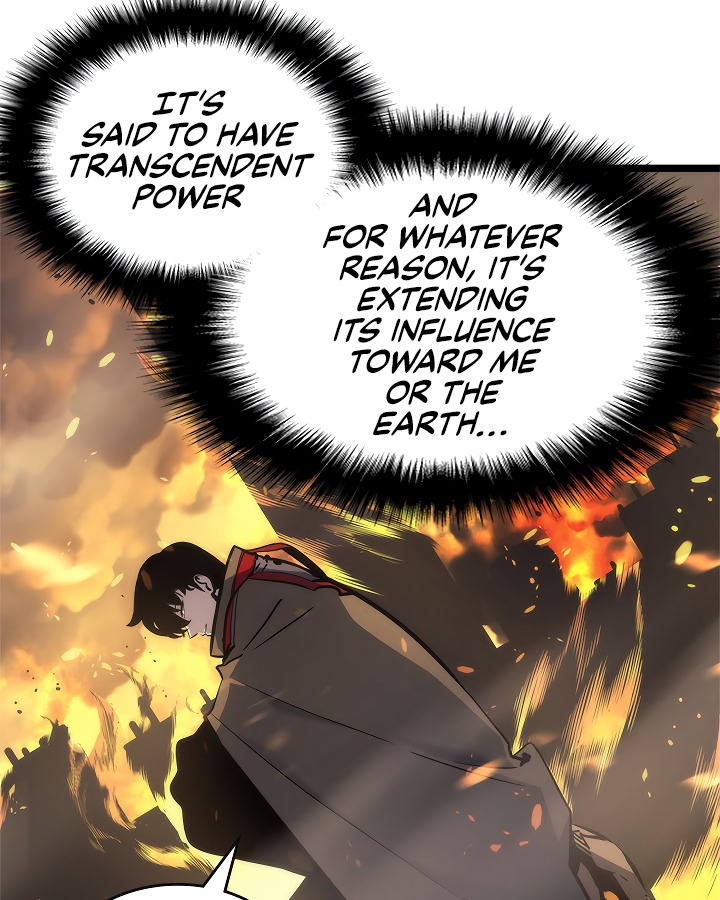 IT'S
SAID TO HAVE
TRANSCENDENT
POWER
AND
FOR WHATEVER
REASON, IT'S
EXTENDING
ITS INFLUENCE
TOWARD ME
OR THE
EARTH...